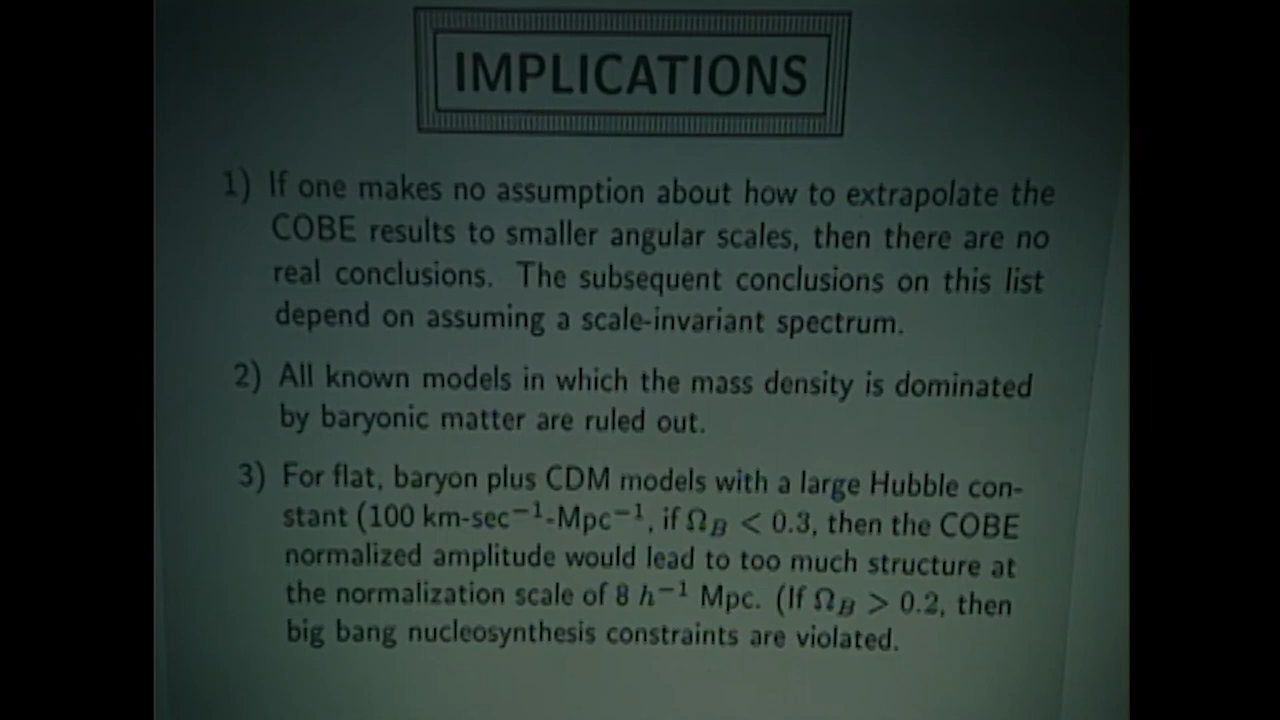 IMPLICATIONS
1) If one makes no assumption about how to extrapolate the
COBE results to smaller angular scales, then there are no
real conclusions. The subsequent conclusions on this list
depend on assuming a scale-invariant spectrum.
2) All known models in which the mass density is dominated
by baryonic matter are ruled out.
3) For flat, baryon plus CDM models with a large Hubble con-
stant (100 km-sec⁻¹-Mpc⁻¹, if Ω_B < 0.3, then the COBE
normalized amplitude would lead to too much structure at
the normalization scale of 8 h⁻¹ Mpc. (If Ω_B > 0.2, then
big bang nucleosynthesis constraints are violated.